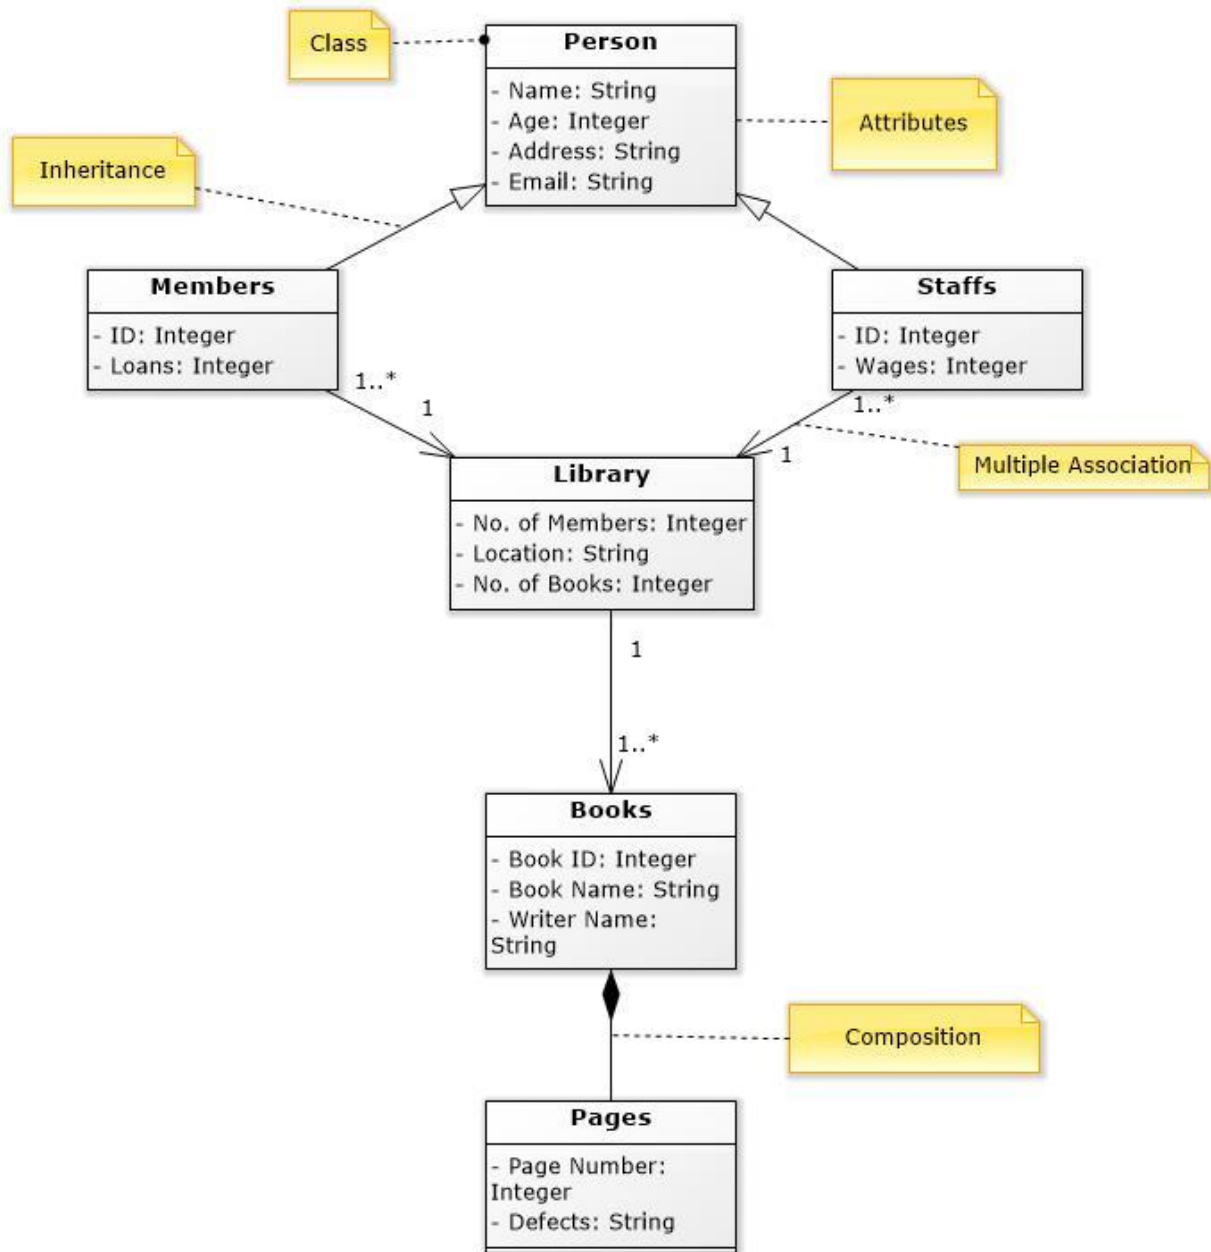 Class
Person
- Name: String
- Age: Integer
- Address: String
- Email: String
Attributes
Inheritance
Members
- ID: Integer
- Loans: Integer
Staffs
- ID: Integer
- Wages: Integer
1..*
1
1..*
1
Multiple Association
Library
- No. of Members: Integer
- Location: String
- No. of Books: Integer
1
1..*
Books
- Book ID: Integer
- Book Name: String
- Writer Name:
String
Composition
Pages
- Page Number:
Integer
- Defects: String